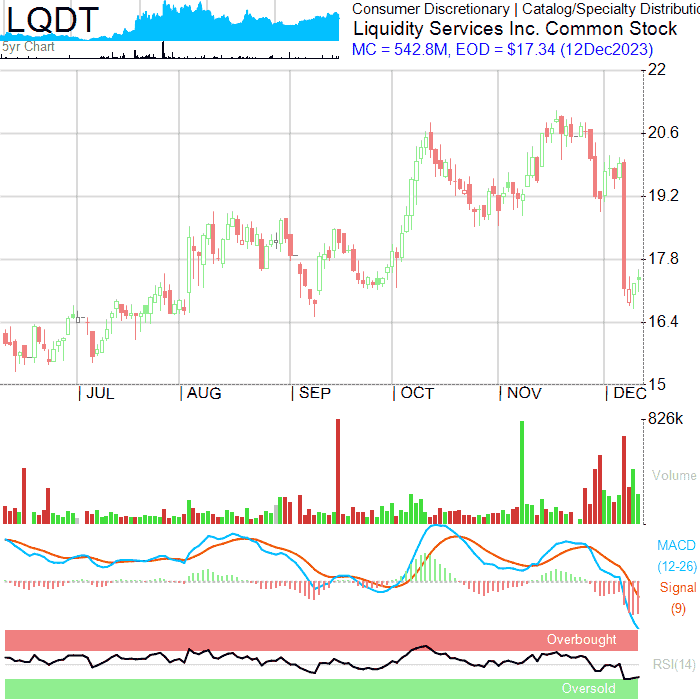 LQDT
5yr Chart
Consumer Discretionary | Catalog/Specialty Distributio
Liquidity Services Inc. Common Stock
MC = 542.8M, EOD = $17.34 (12Dec2023)
22
20.6
19.2
17.8
16.4
15
| JUL | AUG | SEP | OCT | NOV | DEC
826k
Volume
MACD
(12-26)
Signal
(9)
Overbought
RSI(14)
Oversold